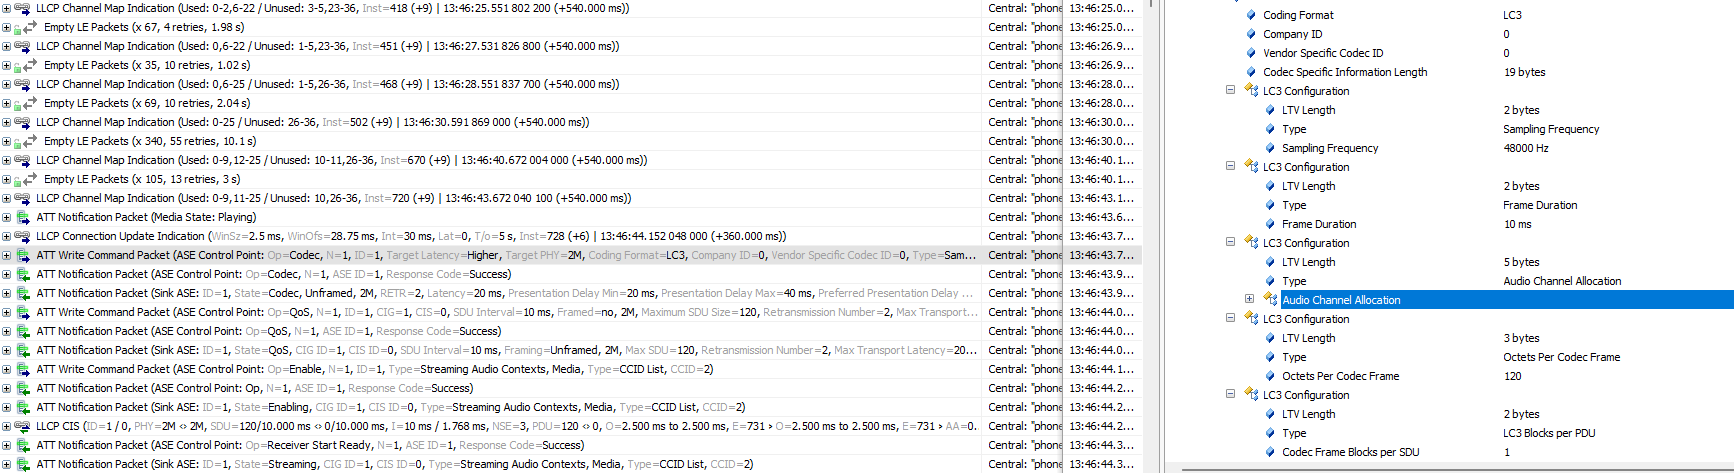 LLCP Channel Map Indication (Used: 0-2,6-22 / Unused: 3-5,23-36, Inst=418 (+9) | 13:46:25.551 802 200 (+540.000 ms)) Central: "phone 13:46:25.0...
Empty LE Packets (x 67, 4 retries, 1.98 s) Central: "phone 13:46:25.0...
LLCP Channel Map Indication (Used: 0,6-22 / Unused: 1-5,23-36, Inst=451 (+9) | 13:46:27.531 826 800 (+540.000 ms)) Central: "phone 13:46:26.9...
Empty LE Packets (x 35, 10 retries, 1.02 s) Central: "phone 13:46:26.9...
LLCP Channel Map Indication (Used: 0,6-25 / Unused: 1-5,26-36, Inst=468 (+9) | 13:46:28.551 837 700 (+540.000 ms)) Central: "phone 13:46:28.0...
Empty LE Packets (x 69, 10 retries, 2.04 s) Central: "phone 13:46:28.0...
LLCP Channel Map Indication (Used: 0-25 / Unused: 26-36, Inst=502 (+9) | 13:46:30.591 869 000 (+540.000 ms)) Central: "phone 13:46:30.0...
Empty LE Packets (x 340, 55 retries, 10.1 s) Central: "phone 13:46:30.0...
LLCP Channel Map Indication (Used: 0-9,12-25 / Unused: 10-11,26-36, Inst=670 (+9) | 13:46:40.672 004 000 (+540.000 ms)) Central: "phone 13:46:40.1...
Empty LE Packets (x 105, 13 retries, 3 s) Central: "phone 13:46:40.1...
LLCP Channel Map Indication (Used: 0-9,11-25 / Unused: 10,26-36, Inst=720 (+9) | 13:46:43.672 040 100 (+540.000 ms)) Central: "phone 13:46:43.1...
ATT Notification Packet (Media State: Playing) Central: "phone 13:46:43.6...
LLCP Connection Update Indication (WinSz=2.5 ms, WinOfs=28.75 ms, Int=30 ms, Lat=0, T/o=5 s, Inst=728 (+6) | 13:46:44.152 048 000 (+360.000 ms)) Central: "phone 13:46:43.7...
ATT Write Command Packet (ASE Control Point: Op=Codec, N=1, ID=1, Target Latency=Higher, Target PHY=2M, Coding Format=LC3, Company ID=0, Vendor Specific Codec ID=0, Type=Sam... Central: "phone 13:46:43.7...
ATT Notification Packet (ASE Control Point: Op=Codec, N=1, ASE ID=1, Response Code=Success) Central: "phone 13:46:43.9...
ATT Notification Packet (Sink ASE: ID=1, State=Codec, Unframed, 2M, RETR=2, Latency=20 ms, Presentation Delay Min=20 ms, Presentation Delay Max=40 ms, Preferred Presentation Delay ... Central: "phone 13:46:43.9...
ATT Write Command Packet (ASE Control Point: Op=QoS, N=1, ID=1, CIG=1, CIS=0, SDU Interval=10 ms, Framed=no, 2M, Maximum SDU Size=120, Retransmission Number=2, Max Transport... Central: "phone 13:46:44.0...
ATT Notification Packet (ASE Control Point: Op=QoS, N=1, ASE ID=1, Response Code=Success) Central: "phone 13:46:44.0...
ATT Notification Packet (Sink ASE: ID=1, State=QoS, CIG ID=1, CIS ID=0, SDU Interval=10 ms, Framing=Unframed, 2M, Max SDU=120, Retransmission Number=2, Max Transport Latency=20... Central: "phone 13:46:44.0...
ATT Write Command Packet (ASE Control Point: Op=Enable, N=1, ID=1, Type=Streaming Audio Contexts, Media, Type=CCID List, CCID=2) Central: "phone 13:46:44.1...
ATT Notification Packet (ASE Control Point: Op, N=1, ASE ID=1, Response Code=Success) Central: "phone 13:46:44.2...
ATT Notification Packet (Sink ASE: ID=1, State=Enabling, CIG ID=1, CIS ID=0, Type=Streaming Audio Contexts, Media, Type=CCID List, CCID=2) Central: "phone 13:46:44.2...
LLCP CIS (ID=1 / 0, PHY=2M <> 2M, SDU=120/10.000 ms <> 0/10.000 ms, I=10 ms / 1.768 ms, NSE=3, PDU=120 <> 0, O=2.500 ms to 2.500 ms, E=731 > O=2.500 ms to 2.500 ms, E=731 > AA=0... Central: "phone 13:46:44.2...
ATT Notification Packet (ASE Control Point: Op=Receiver Start Ready, N=1, ASE ID=1, Response Code=Success) Central: "phone 13:46:44.3...
ATT Notification Packet (Sink ASE: ID=1, State=Streaming, CIG ID=1, CIS ID=0, Type=Streaming Audio Contexts, Media, Type=CCID List, CCID=2) Central: "phone 13:46:44.3...
Coding Format LC3
Company ID 0
Vendor Specific Codec ID 0
Codec Specific Information Length 19 bytes
LC3 Configuration
LTV Length 2 bytes
Type Sampling Frequency
Sampling Frequency 48000 Hz
LC3 Configuration
LTV Length 2 bytes
Type Frame Duration
Frame Duration 10 ms
LC3 Configuration
LTV Length 5 bytes
Type Audio Channel Allocation
Audio Channel Allocation
LC3 Configuration
LTV Length 3 bytes
Type Octets Per Codec Frame
Octets Per Codec Frame 120
LC3 Configuration
LTV Length 2 bytes
Type LC3 Blocks per PDU
Codec Frame Blocks per SDU 1